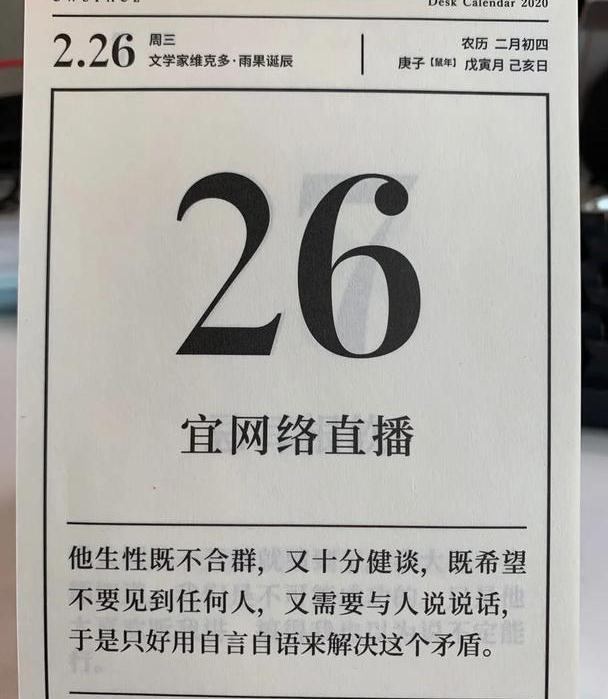 Desk Calendar 2020
2.26
周三
文学家维克多·雨果诞辰
农历 二月初四
庚子【鼠年】戊寅月 己亥日
26
宜网络直播
他生性既不合群，又十分健谈，既希望
不要见到任何人，又需要与人说说话，
于是只好用自言自语来解决这个矛盾。